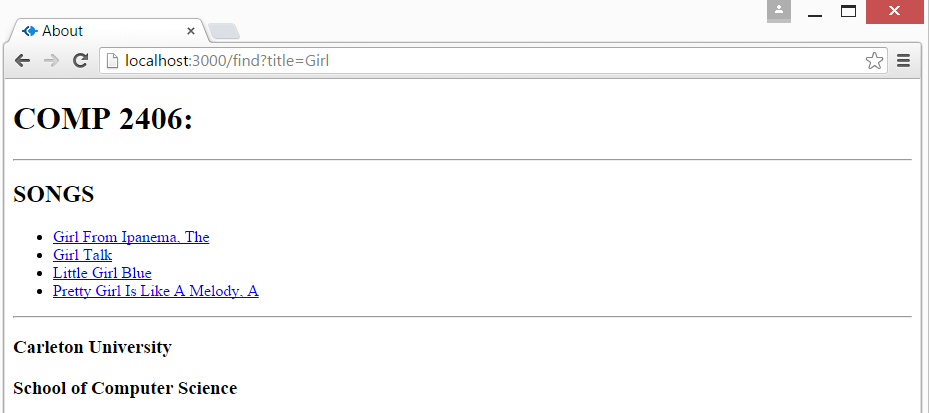 About
localhost:3000/find?title=Girl
COMP 2406:
SONGS
Girl From Ipanema, The
Girl Talk
Little Girl Blue
Pretty Girl Is Like A Melody, A
Carleton University
School of Computer Science